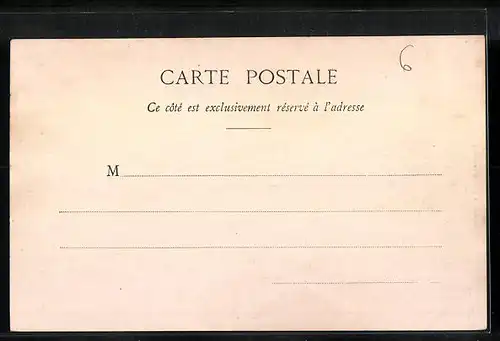 6
CARTE POSTALE
Ce côté est exclusivement réservé à l'adresse
M